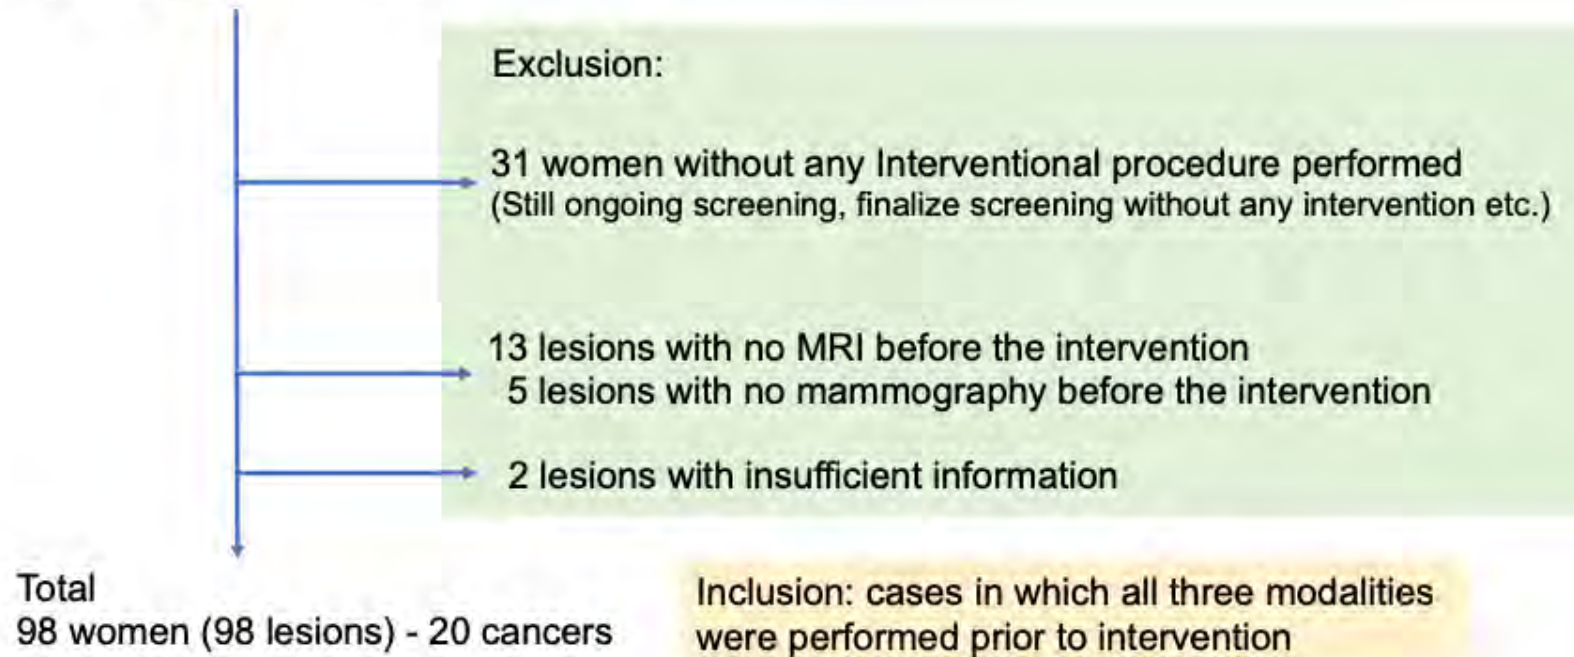 Exclusion:
31 women without any Interventional procedure performed
(Still ongoing screening, finalize screening without any intervention etc.)
13 lesions with no MRI before the intervention
5 lesions with no mammography before the intervention
2 lesions with insufficient information
Total
98 women (98 lesions) - 20 cancers
Inclusion: cases in which all three modalities
were performed prior to intervention